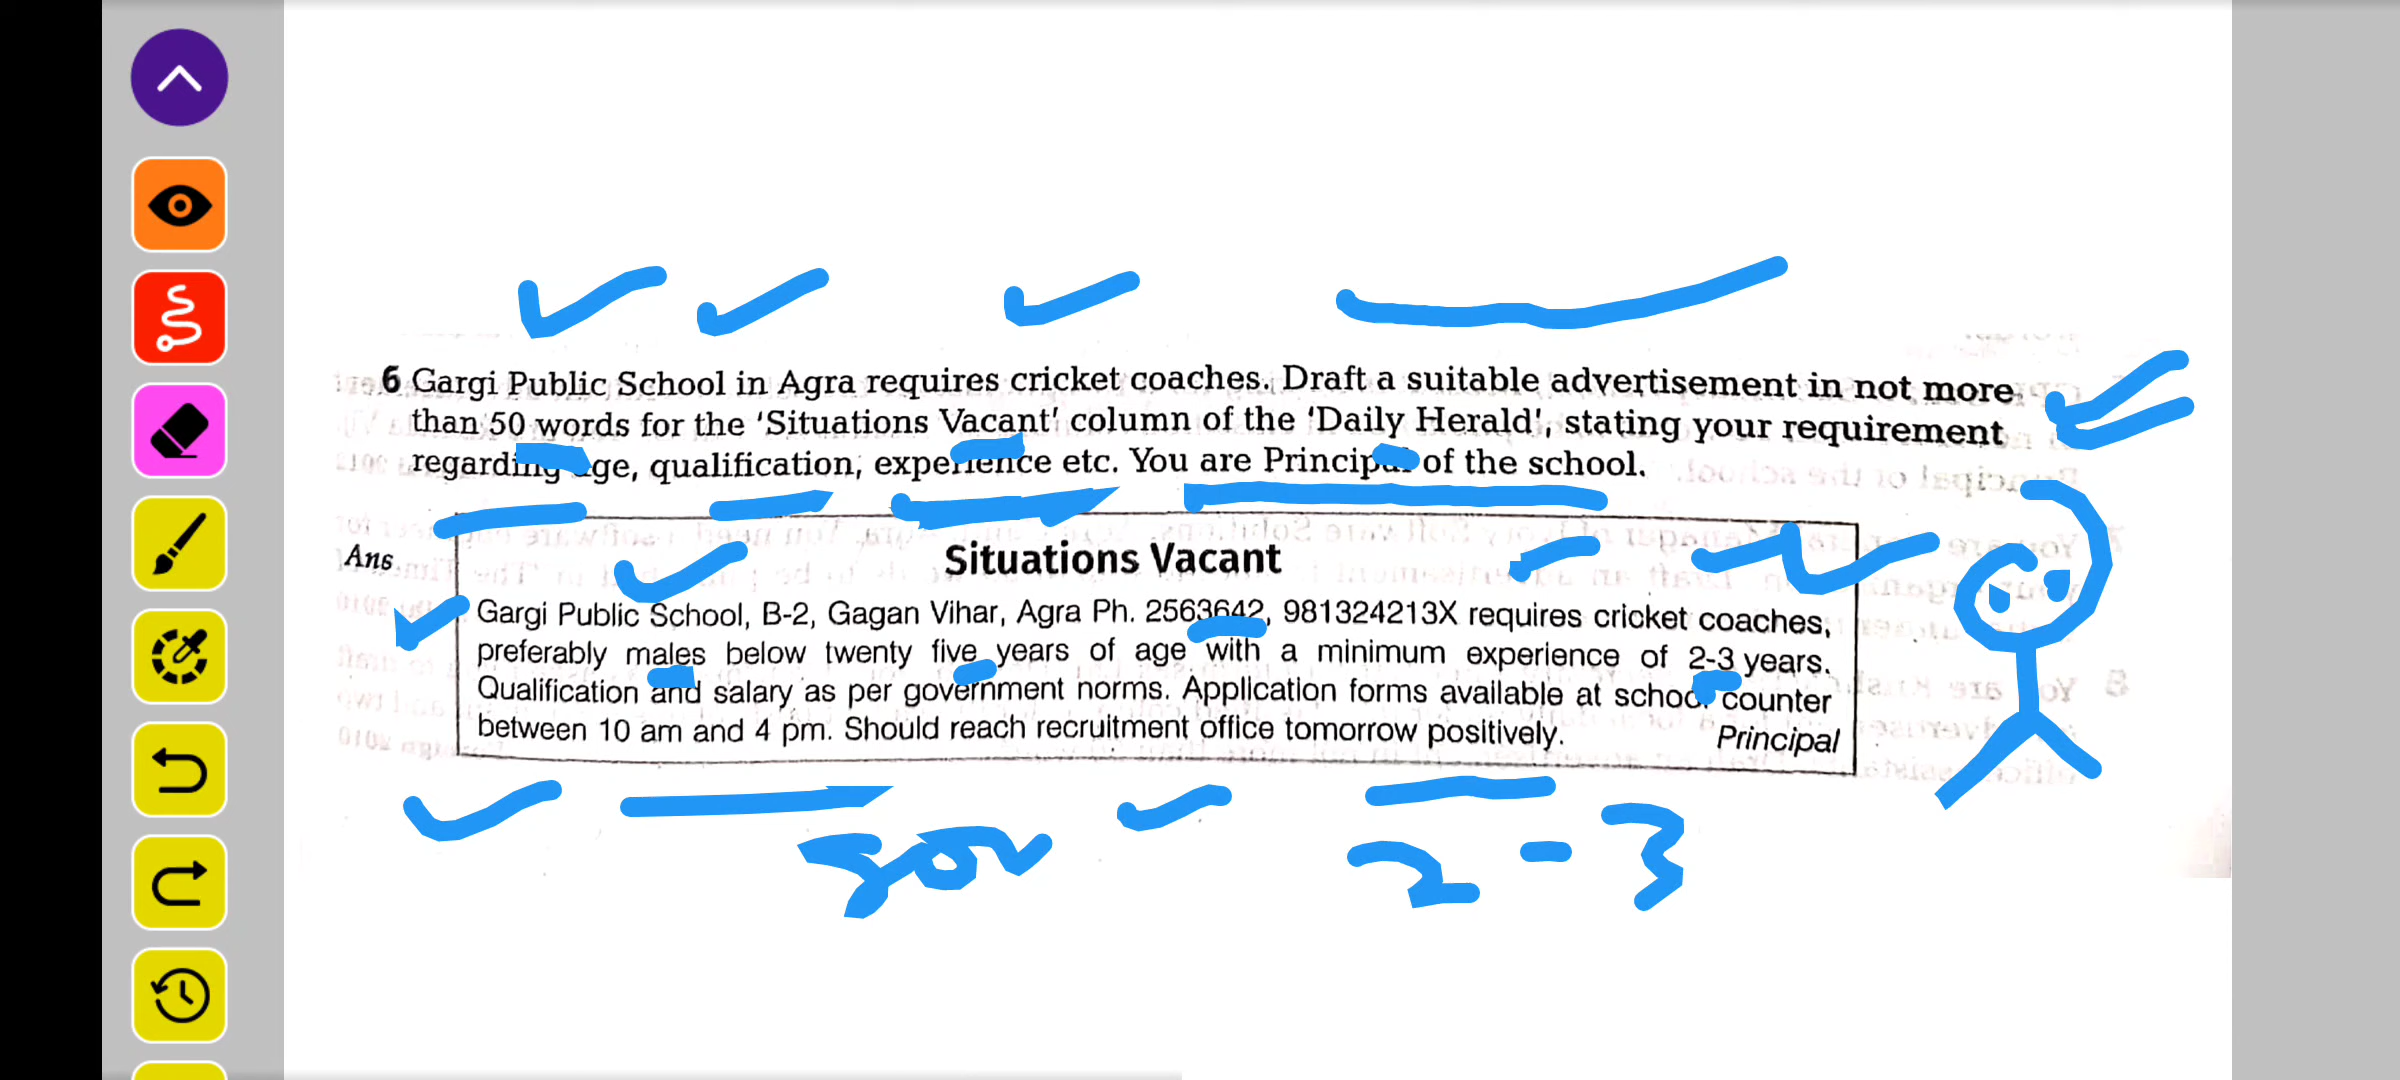 6 Gargi Public School in Agra requires cricket coaches. Draft a suitable advertisement in not more
than 50 words for the 'Situations Vacant' column of the 'Daily Herald', stating your requirement
regarding age, qualification, experience etc. You are Principal of the school.
Ans
Situations Vacant
Gargi Public School, B-2, Gagan Vihar, Agra Ph. 2563642, 981324213X requires cricket coaches,
preferably males below twenty five years of age with a minimum experience of 2-3 years.
Qualification and salary as per government norms. Application forms available at school counter
between 10 am and 4 pm. Should reach recruitment office tomorrow positively.
Principal
2 - 3